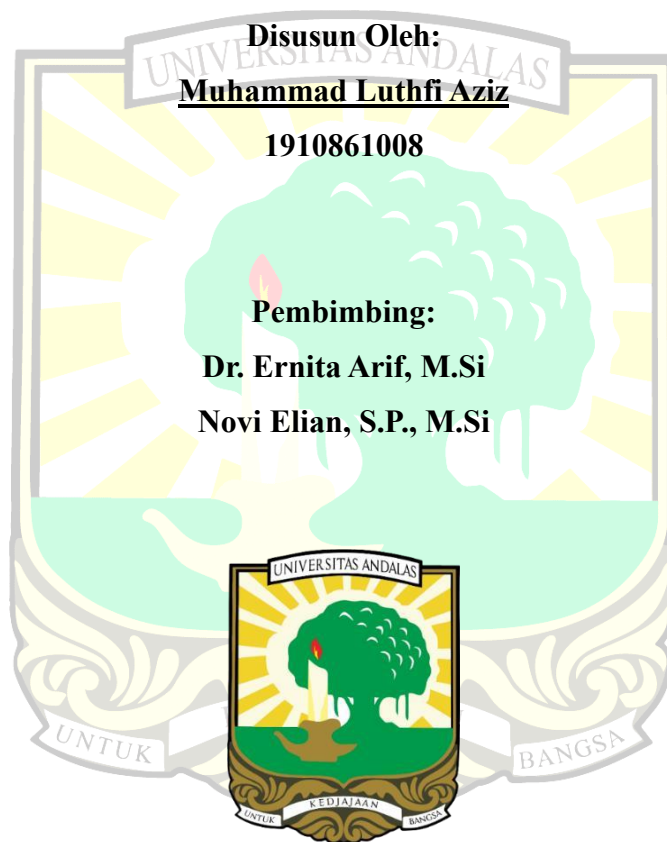 UNIVERSITAS ANDALAS
Disusun Oleh:
Muhammad Luthfi Aziz
1910861008
Pembimbing:
Dr. Ernita Arif, M.Si
Novi Elian, S.P., M.Si
UNIVERSITAS ANDALAS
UNTUK
BANGSA
KEDJAJAAN
UNTUK
BANGSA